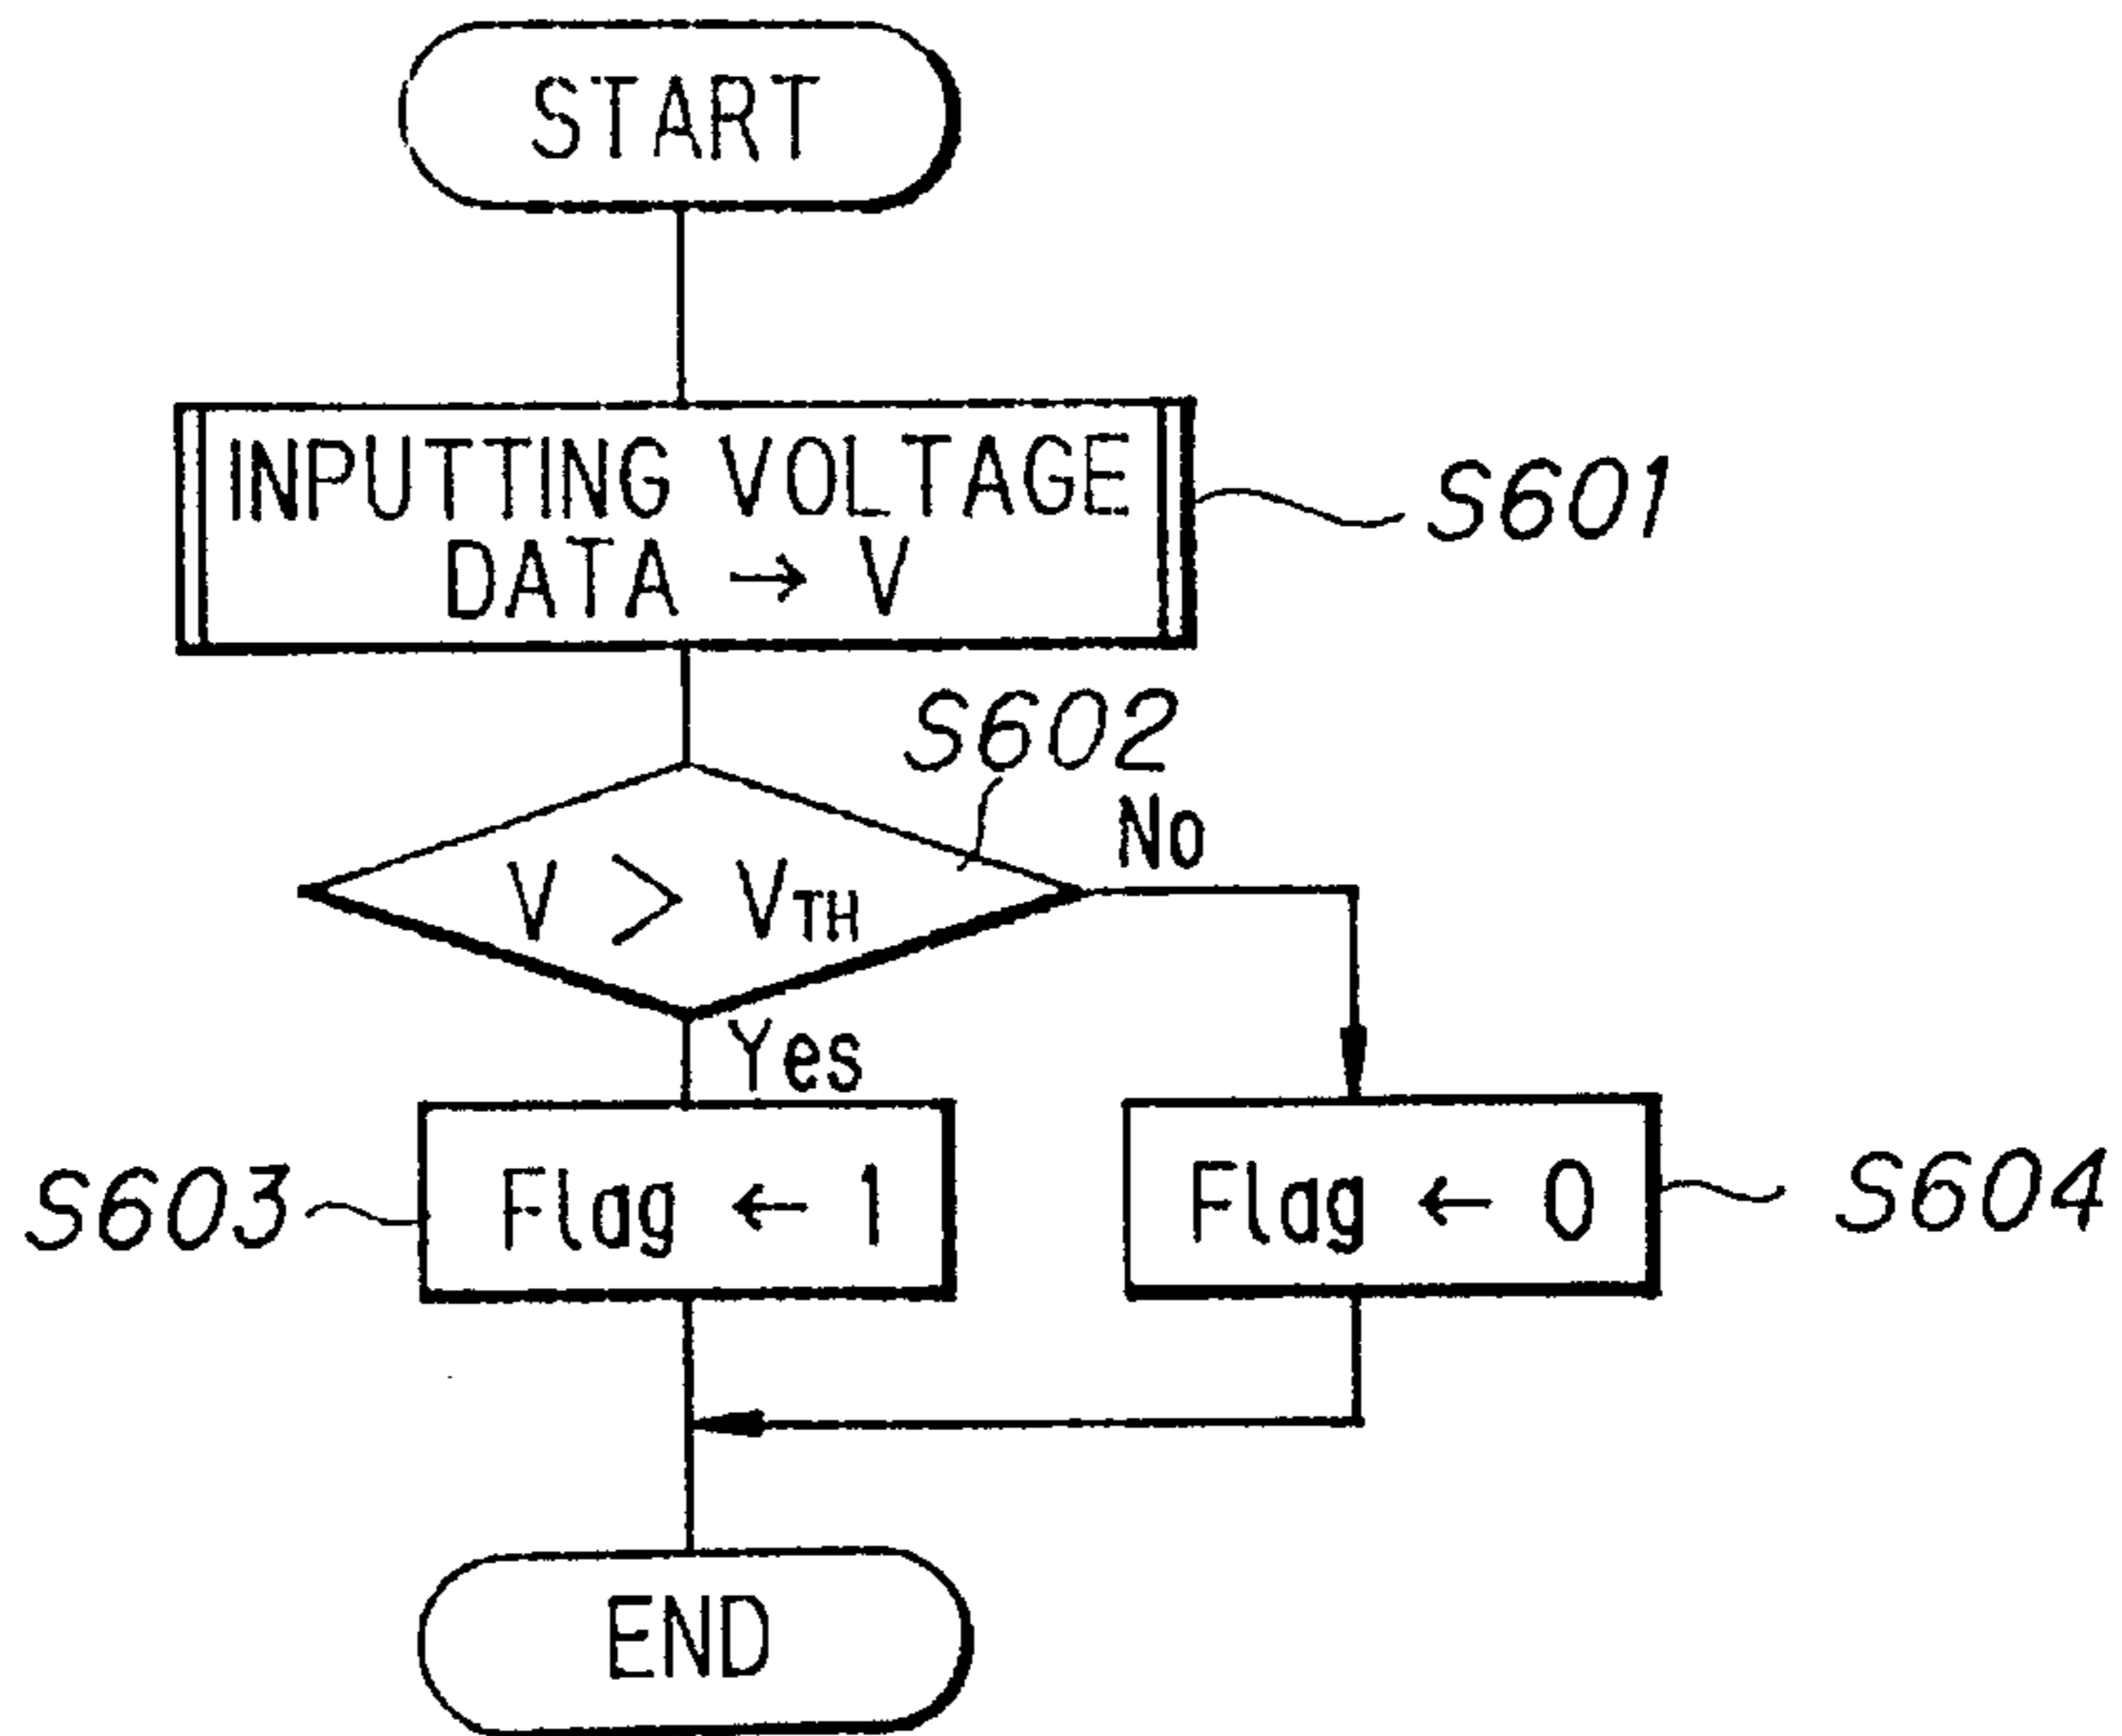 START
INPUTTING VOLTAGE
DATA → V
S601
S602
No
V > VTH
Yes
S603
Flag ← 1
Flag ← 0
S604
END